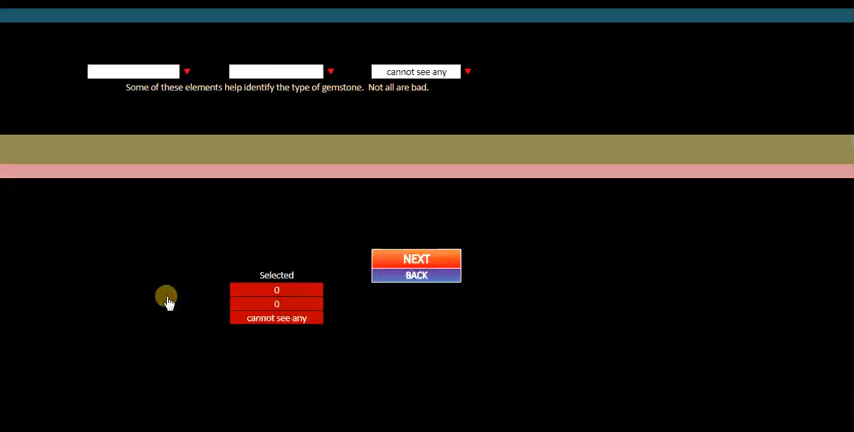 cannot see any
Some of these elements help identify the type of gemstone. Not all are bad.
NEXT
BACK
Selected
0
0
cannot see any